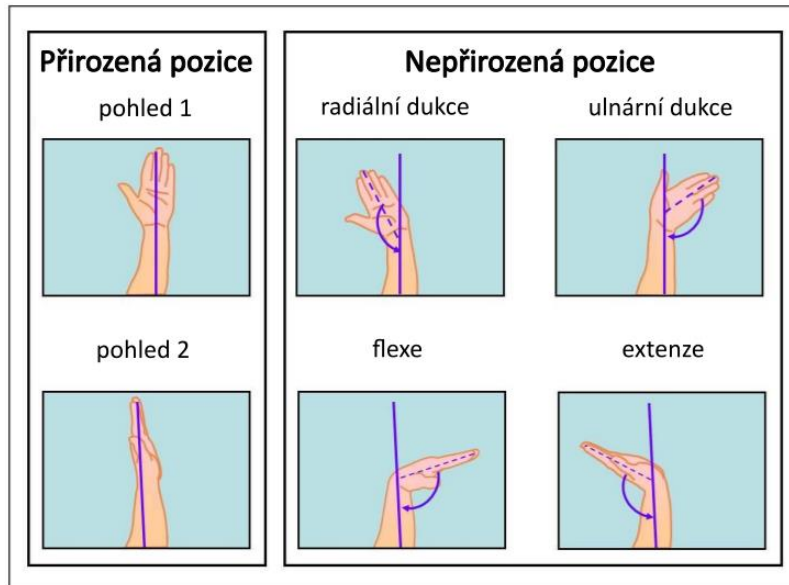 Přirozená pozice
pohled 1
pohled 2
Nepřirozená pozice
radiální dukce
ulnární dukce
flexe
extenze